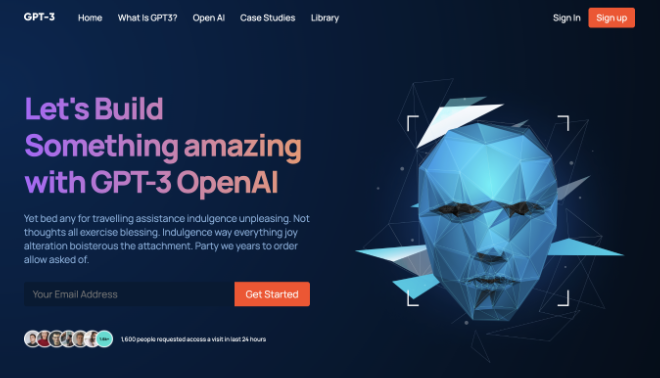 GPT-3
Home What Is GPT3? Open AI Case Studies Library
Sign In Sign up
Let's Build
Something amazing
with GPT-3 OpenAI
Yet bed any for travelling assistance indulgence unpleasing. Not
thoughts all exercise blessing. Indulgence way everything joy
alteration boisterous the attachment. Party we years to order
allow asked of.
Your Email Address Get Started
1,600 people requested access a visit in last 24 hours